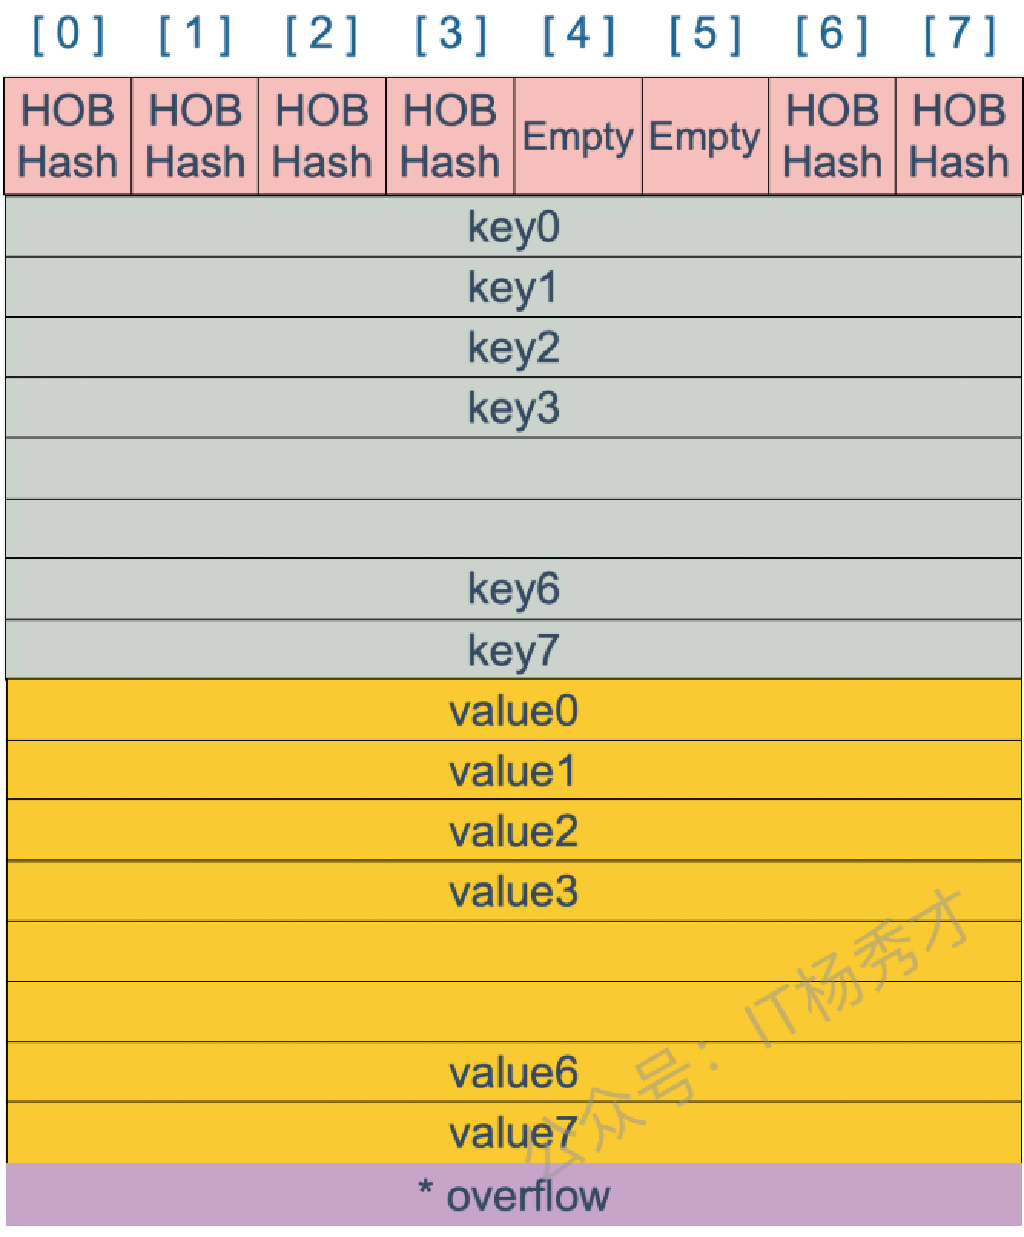 [ 0 ] [ 1 ] [ 2 ] [ 3 ] [ 4 ] [ 5 ] [ 6 ] [ 7 ]
HOB Hash
HOB Hash
HOB Hash
HOB Hash
Empty
Empty
HOB Hash
HOB Hash
key0
key1
key2
key3
key6
key7
value0
value1
value2
value3
value6
value7
* overflow
公众号：IT杨秀才